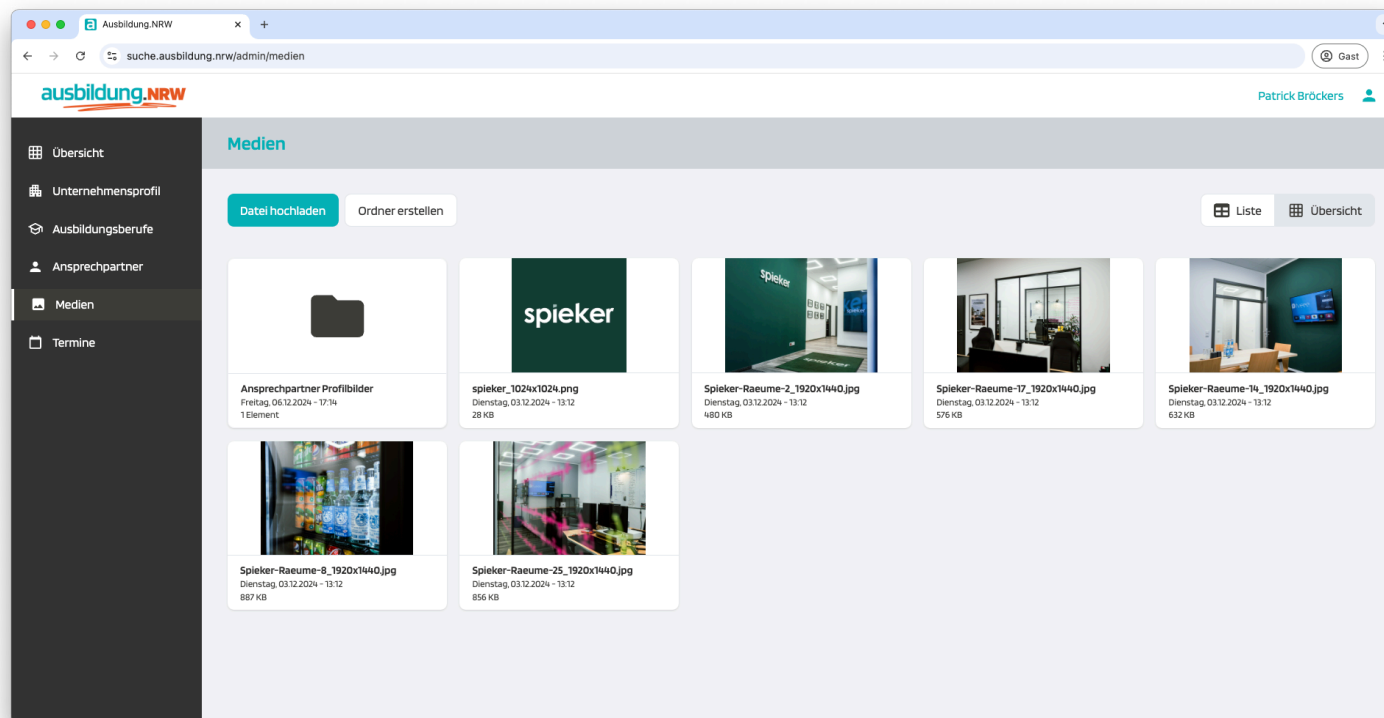 Ausbildung.NRW
suche.ausbildung.nrw/admin/medien
Gast
ausbildung.NRW
Patrick Bröckers
Übersicht
Unternehmensprofil
Ausbildungsberufe
Ansprechpartner
Medien
Termine
Medien
Datei hochladen
Ordner erstellen
Liste
Übersicht
Ansprechpartner Profilbilder
Freitag, 06.12.2024 - 17:14
1 Element
spieker
spieker_1024x1024.png
Dienstag, 03.12.2024 - 13:12
28 KB
spieker
spieker
spieker
Spieker-Raeume-2_1920x1440.jpg
Dienstag, 03.12.2024 - 13:12
480 KB
Spieker-Raeume-17_1920x1440.jpg
Dienstag, 03.12.2024 - 13:12
576 KB
Spieker-Raeume-14_1920x1440.jpg
Dienstag, 03.12.2024 - 13:12
632 KB
Spieker-Raeume-8_1920x1440.jpg
Dienstag, 03.12.2024 - 13:12
887 KB
Spieker-Raeume-25_1920x1440.jpg
Dienstag, 03.12.2024 - 13:12
856 KB